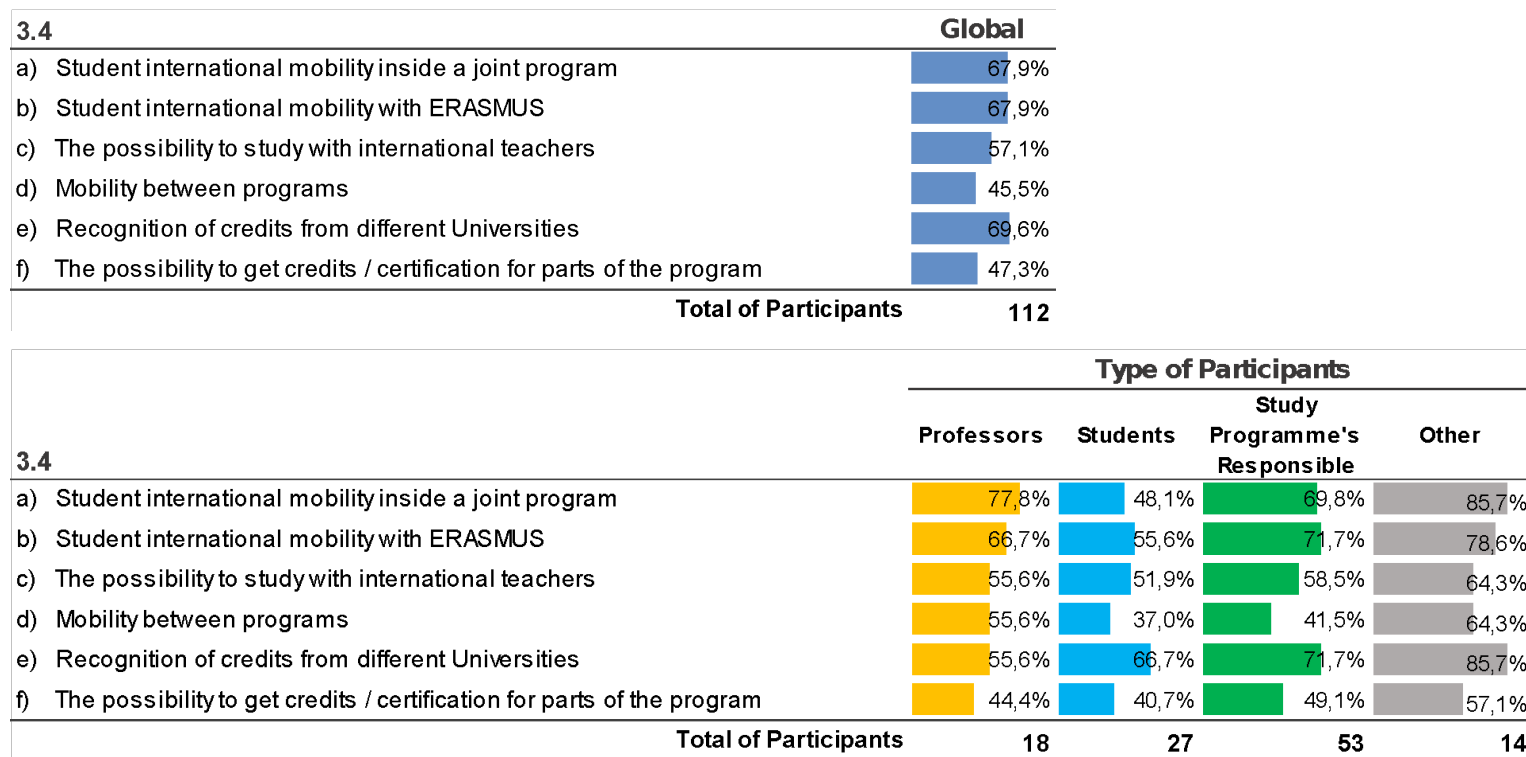 3.4 Global
a) Student international mobility inside a joint program 67,9%
b) Student international mobility with ERASMUS 67,9%
c) The possibility to study with international teachers 57,1%
d) Mobility between programs 45,5%
e) Recognition of credits from different Universities 69,6%
f) The possibility to get credits / certification for parts of the program 47,3%
Total of Participants 112
Type of Participants
Study
Professors Students Programme's Other
3.4 Responsible
a) Student international mobility inside a joint program 77,8% 48,1% 69,8% 85,7%
b) Student international mobility with ERASMUS 66,7% 55,6% 71,7% 78,6%
c) The possibility to study with international teachers 55,6% 51,9% 58,5% 64,3%
d) Mobility between programs 55,6% 37,0% 41,5% 64,3%
e) Recognition of credits from different Universities 55,6% 66,7% 71,7% 85,7%
f) The possibility to get credits / certification for parts of the program 44,4% 40,7% 49,1% 57,1%
Total of Participants 18 27 53 14